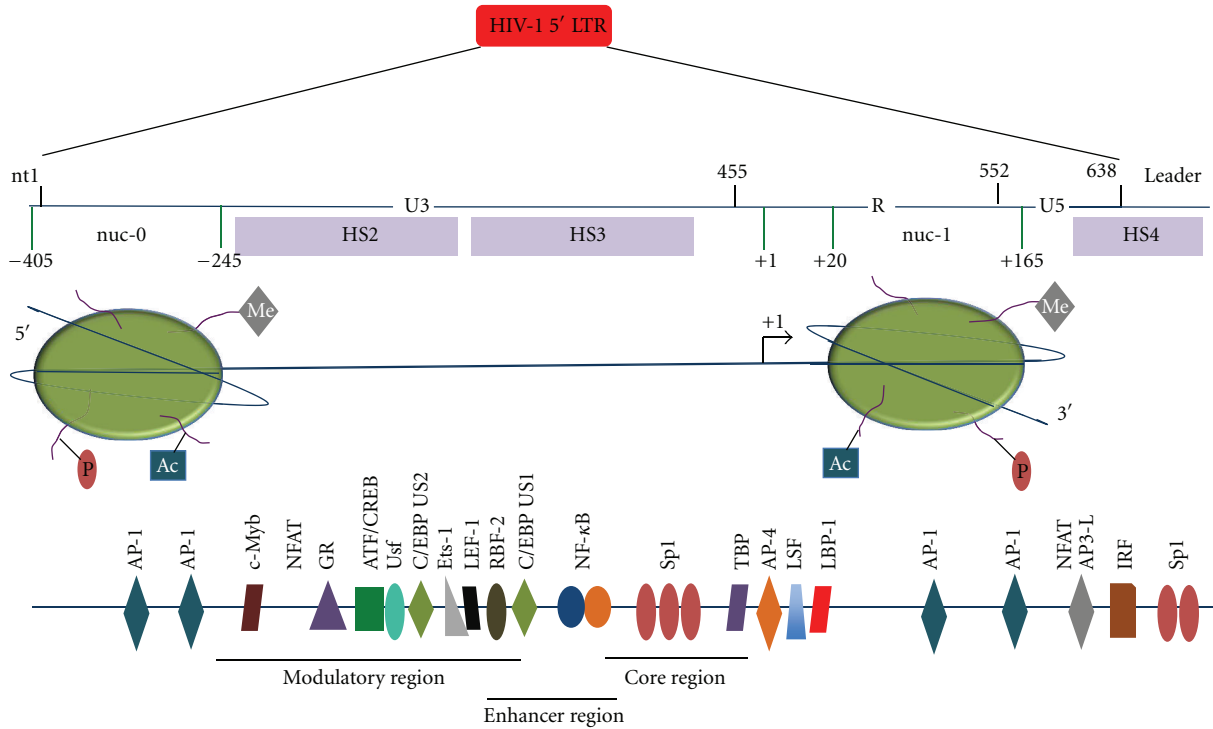 HIV-1 5′ LTR
nt1
455
552
638
Leader
U3
R
U5
nuc-0
HS2
HS3
nuc-1
HS4
−405
−245
+1
+20
+165
Me
Me
5′
+1
3′
P
Ac
Ac
P
AP-1
AP-1
c-Myb
NFAT
GR
ATF/CREB
Usf
C/EBP US2
Ets-1
LEF-1
RBF-2
C/EBP US1
NF-κB
Sp1
TBP
AP-4
LSF
LBP-1
AP-1
AP-1
NFAT
AP3-L
IRF
Sp1
Modulatory region
Core region
Enhancer region